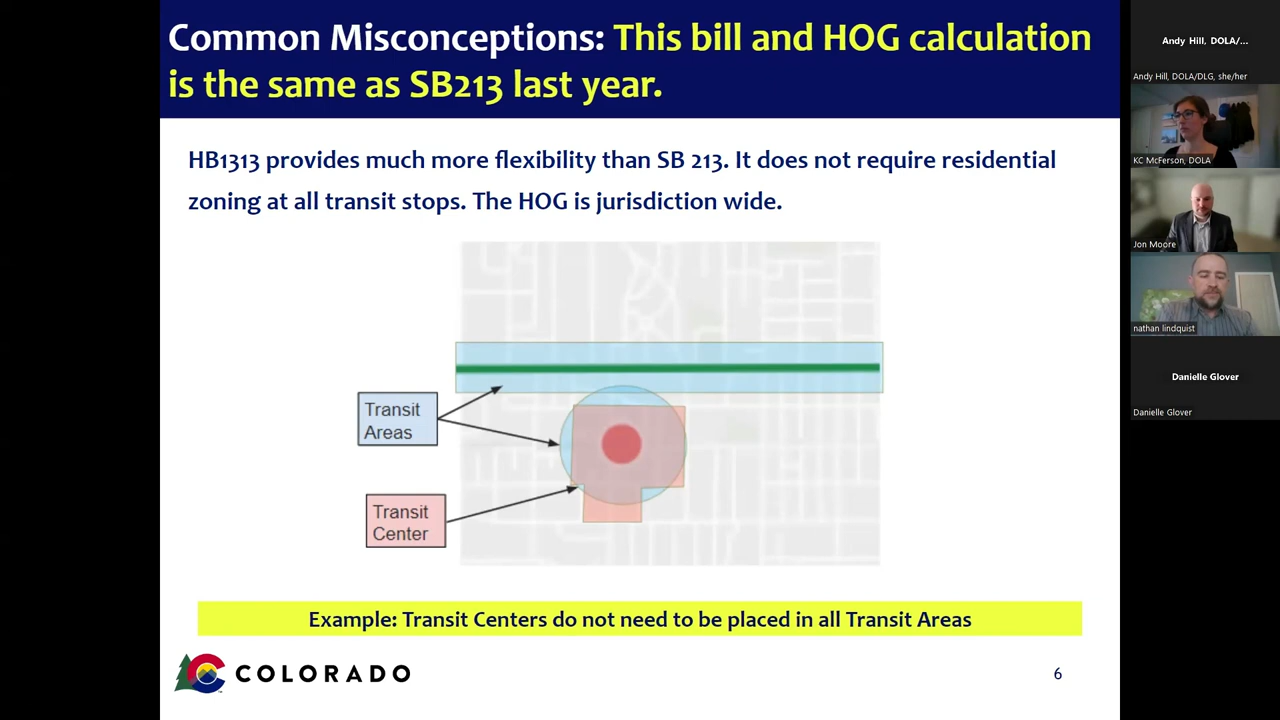 Common Misconceptions: This bill and HOG calculation
is the same as SB213 last year.
HB1313 provides much more flexibility than SB 213. It does not require residential
zoning at all transit stops. The HOG is jurisdiction wide.
Transit
Areas
Transit
Center
Example: Transit Centers do not need to be placed in all Transit Areas
COLORADO
6
Andy Hill, DOLA/...
Andy Hill, DOLA/DLG, she/her
KC McFerson, DOLA
Jon Moore
nathan lindquist
Danielle Glover
Danielle Glover